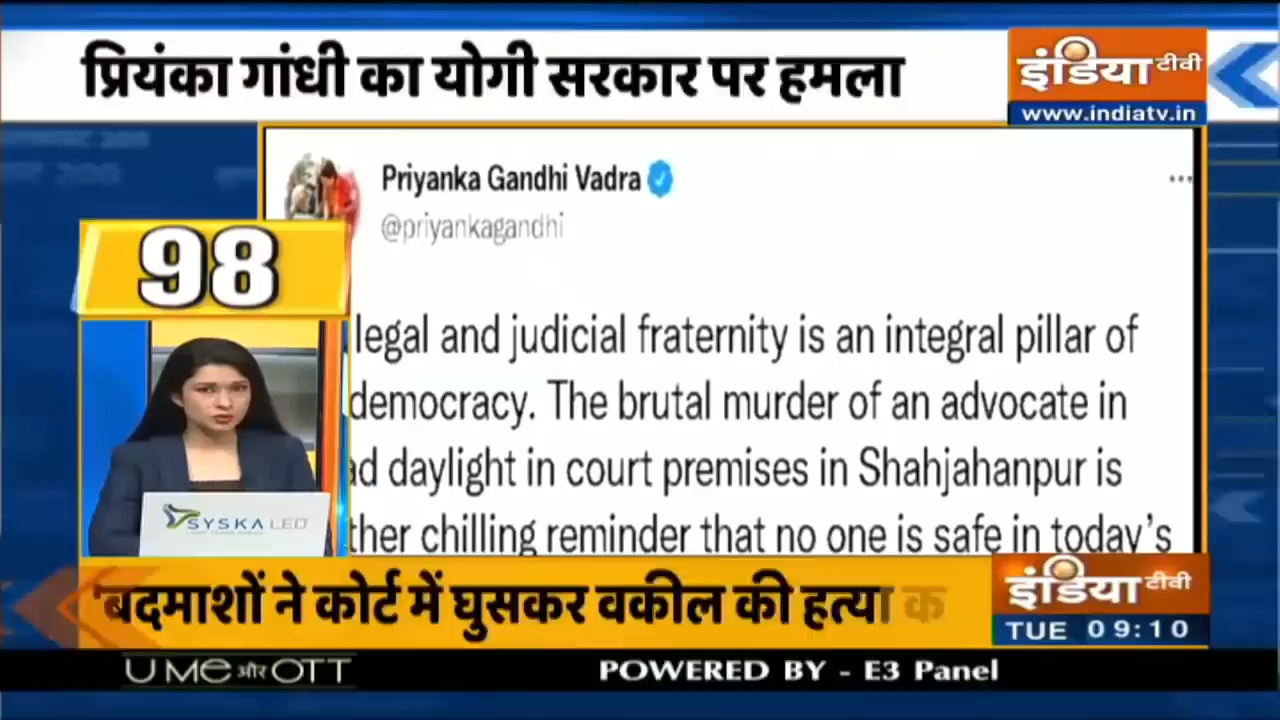 प्रियंका गांधी का योगी सरकार पर हमला
इंडिया टीवी
www.indiatv.in
Priyanka Gandhi Vadra
@priyankagandhi
98
legal and judicial fraternity is an integral pillar of
democracy. The brutal murder of an advocate in
daylight in court premises in Shahjahanpur is
chilling reminder that no one is safe in today's
SYSKA LED
'बदमाशों ने कोर्ट में घुसकर वकील की हत्या क
इंडिया टीवी
TUE 09:10
U Me और OTT
POWERED BY - E3 Panel